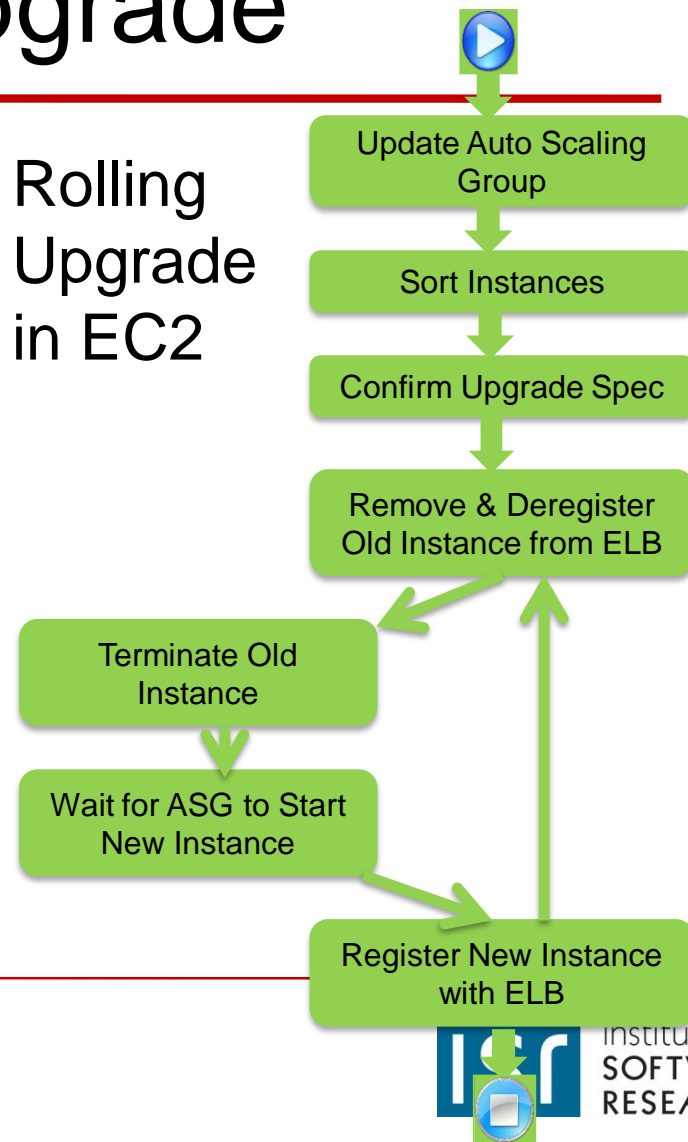 Rolling
Upgrade
in EC2
Update Auto Scaling
Group
Sort Instances
Confirm Upgrade Spec
Remove & Deregister
Old Instance from ELB
Terminate Old
Instance
Wait for ASG to Start
New Instance
Register New Instance
with ELB